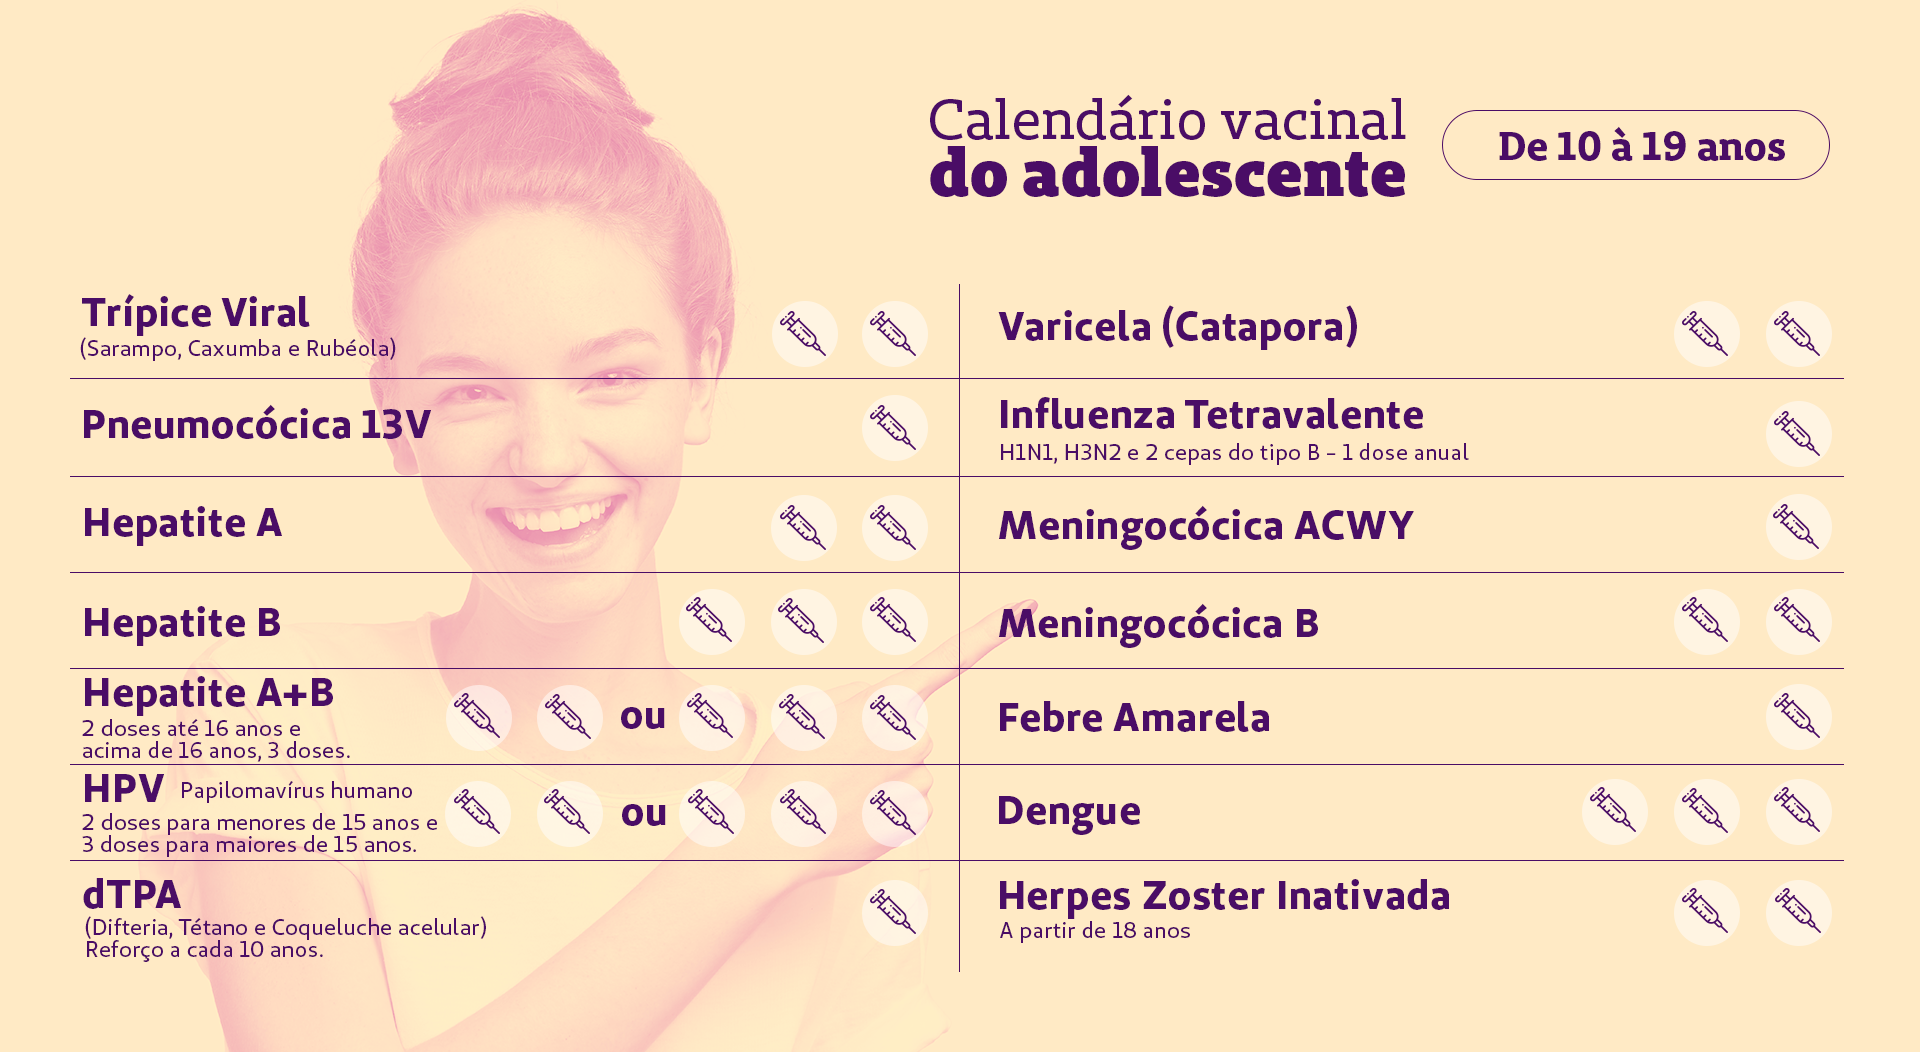 Calendário vacinal
do adolescente
De 10 à 19 anos
Trípice Viral
(Sarampo, Caxumba e Rubéola)
Pneumocócica 13V
Hepatite A
Hepatite B
Hepatite A+B
2 doses até 16 anos e
acima de 16 anos, 3 doses.
ou
HPV Papilomavírus humano
2 doses para menores de 15 anos e
3 doses para maiores de 15 anos.
ou
dTPA
(Difteria, Tétano e Coqueluche acelular)
Reforço a cada 10 anos.
Varicela (Catapora)
Influenza Tetravalente
H1N1, H3N2 e 2 cepas do tipo B – 1 dose anual
Meningocócica ACWY
Meningocócica B
Febre Amarela
Dengue
Herpes Zoster Inativada
A partir de 18 anos